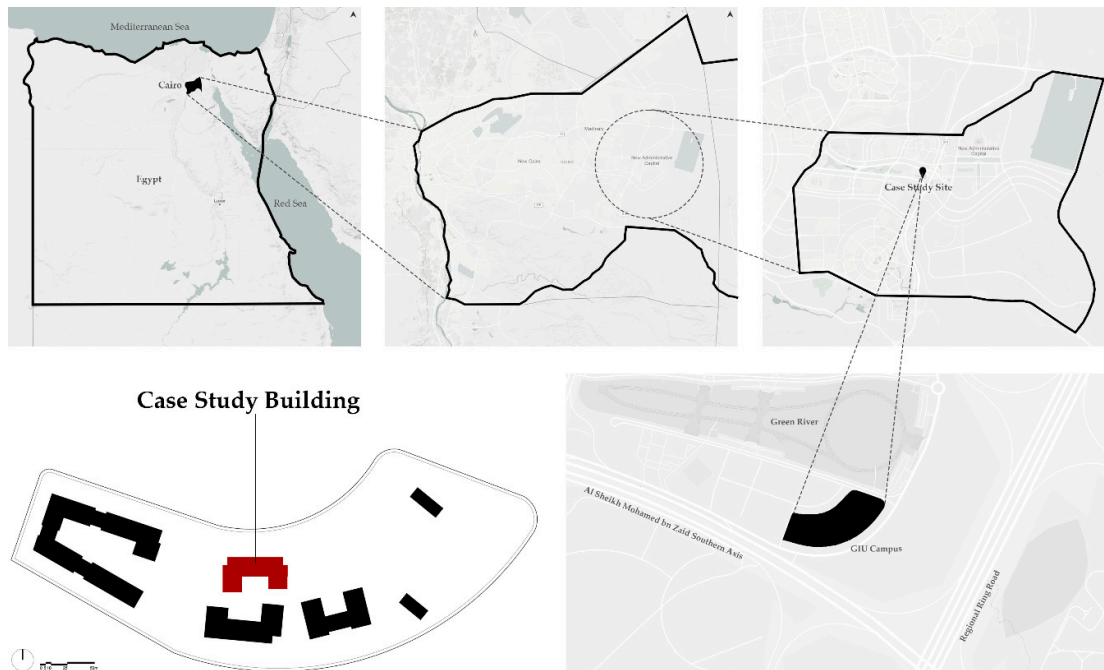 Mediterranean Sea
Cairo
Egypt
Luxor
Red Sea
Madinaty
New Cairo
New Administrative
Capital
New Administrative
Capital
Case Study Site
Case Study Building
Green River
Al Sheikh Mohamed bn Zaid Southern Axis
GIU Campus
Regional Ring Road